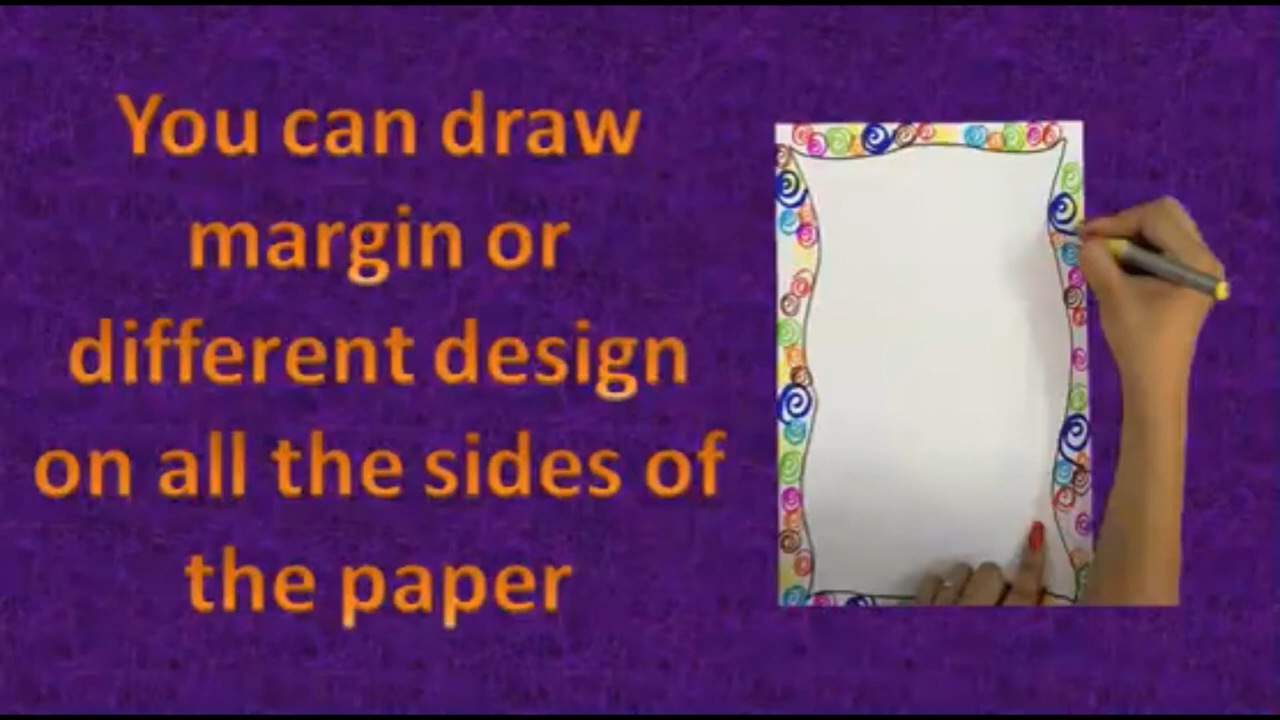 You can draw
margin or
different design
on all the sides of
the paper